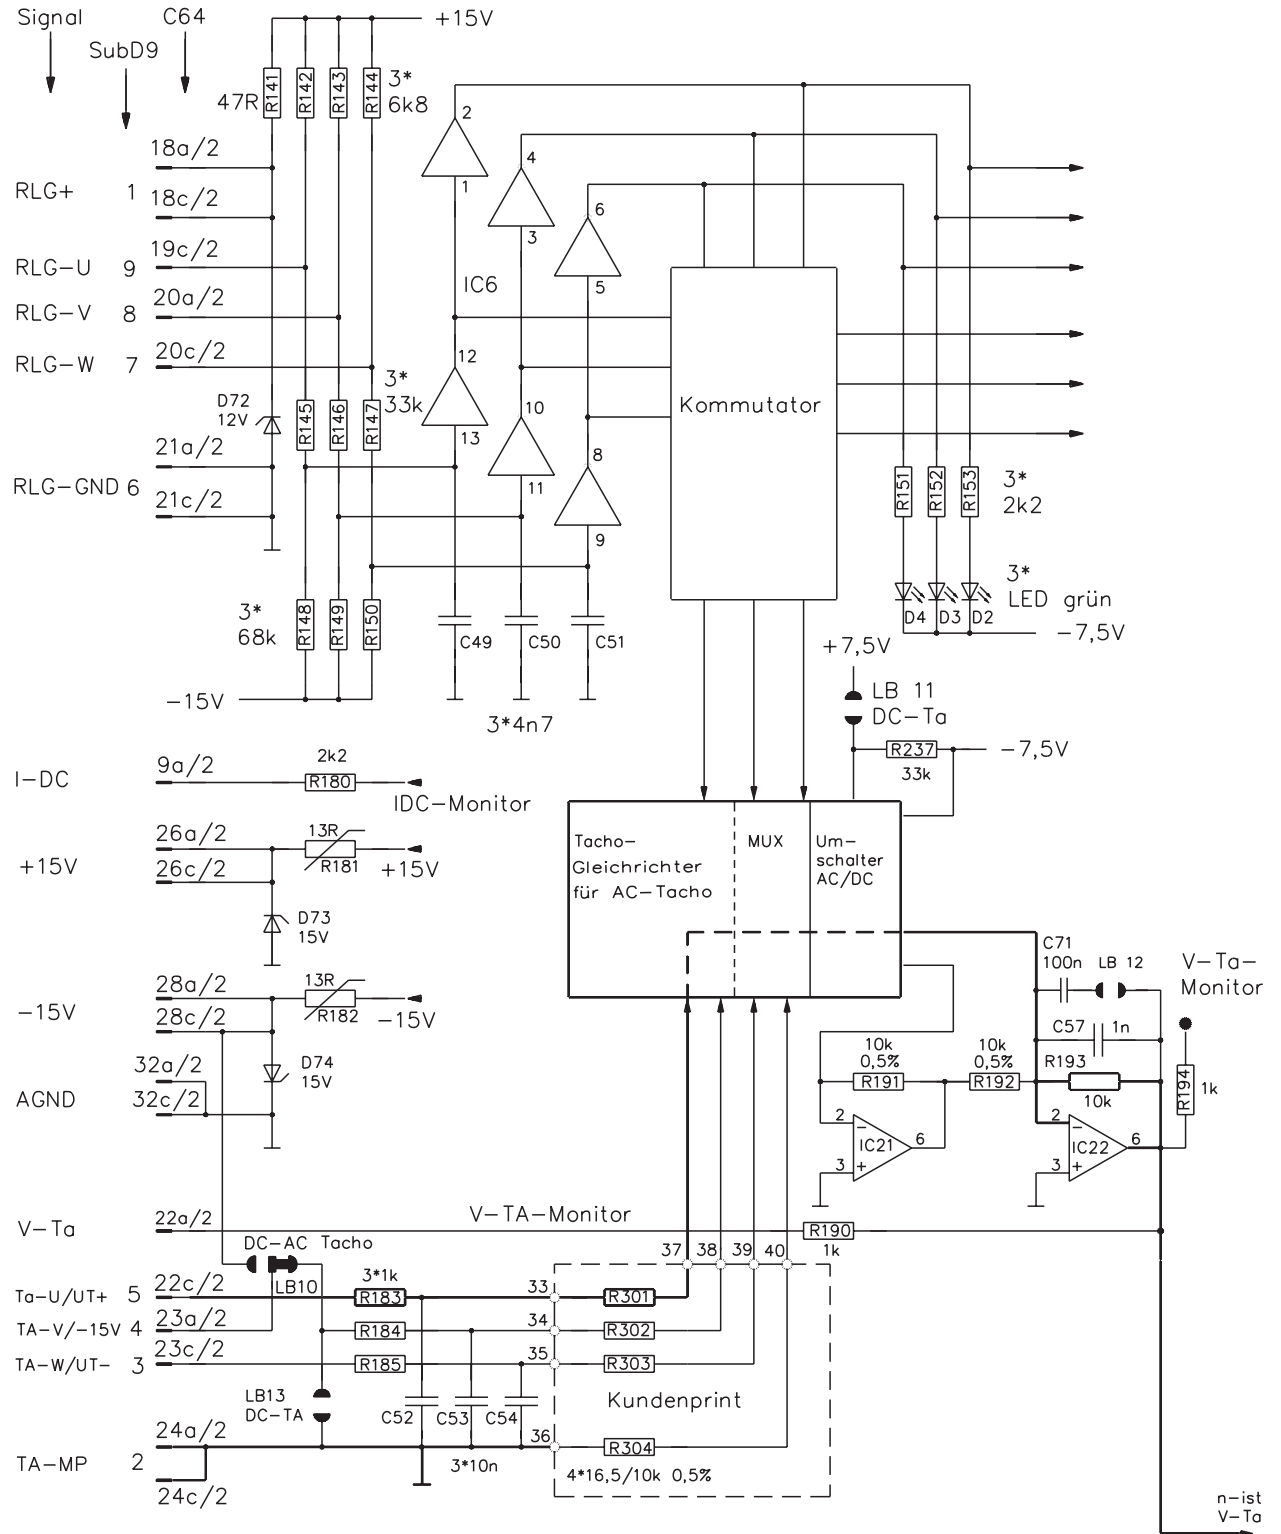 Signal
C64
+15V
SubD9
R141
R142
R143
R144
3*
6k8
47R
2
18a/2
4
RLG+ 1
1
18c/2
6
3
19c/2
RLG-U 9
IC6
5
20a/2
RLG-V 8
20c/2
RLG-W 7
12
3*
33k
D72
12V
R145
R146
R147
10
Kommutator
13
21a/2
8
RLG-GND 6
11
R151
R152
R153
3*
2k2
21c/2
9
3*
LED grün
3*
68k
R148
R149
R150
C49
C50
C51
D4
D3
D2
-7,5V
+7,5V
-15V
LB 11
DC-Ta
3*4n7
I-DC
9a/2
2k2
R180
IDC-Monitor
R237
33k
-7,5V
26a/2
13R
R181
+15V
+15V
26c/2
Tacho-
Gleichrichter
für AC-Tacho
MUX
Um-
schalter
AC/DC
D73
15V
C71
100n
LB 12
V-Ta-
Monitor
28a/2
13R
R182
-15V
-15V
28c/2
C57
1n
32a/2
D74
15V
10k
0,5%
R191
10k
0,5%
R192
R193
10k
R194
1k
AGND
32c/2
2
-
IC21
6
3
+
2
-
IC22
6
3
+
V-Ta
22a/2
V-TA-Monitor
R190
1k
DC-AC Tacho
37
38
39
40
LB10
3*1k
33
Ta-U/UT+ 5
22c/2
R183
R301
TA-V/-15V 4
23a/2
R184
34
R302
TA-W/UT- 3
23c/2
R185
35
R303
LB13
DC-TA
Kundenprint
C52
C53
C54
24a/2
36
R304
TA-MP 2
3*10n
4*16,5/10k 0,5%
24c/2
n-ist
V-Ta